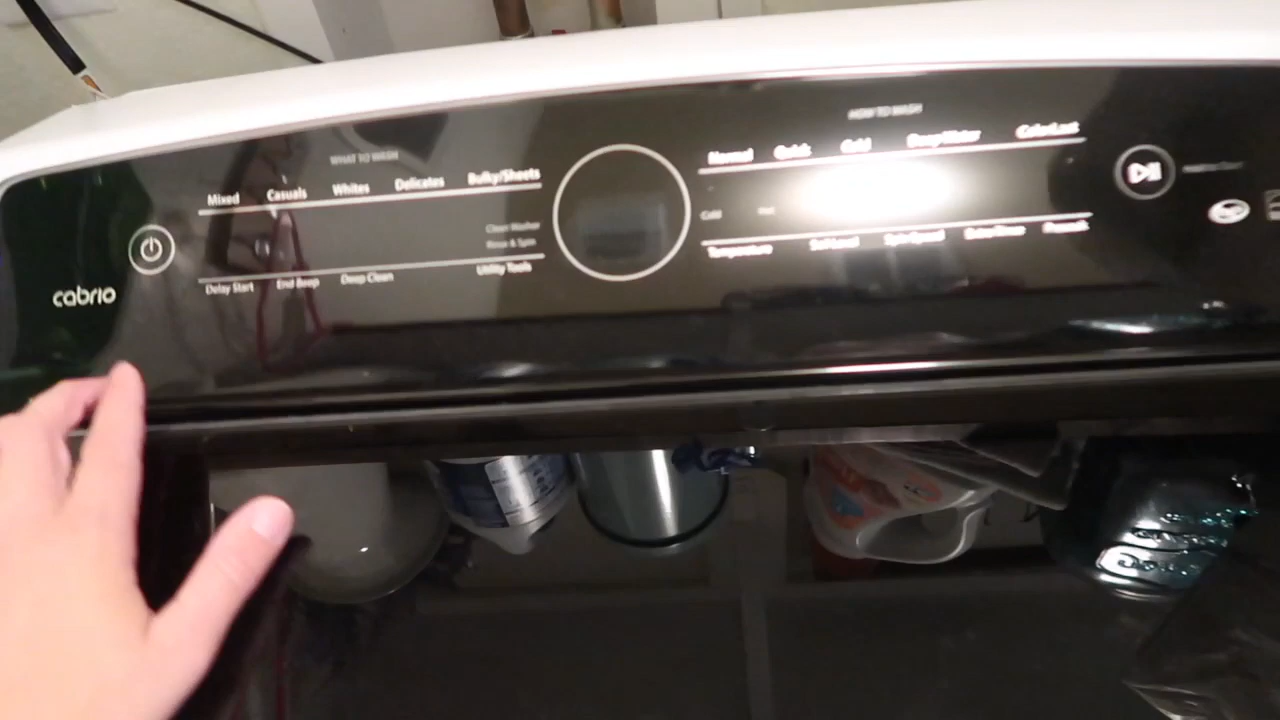 WHAT TO WASH
Mixed Casuals Whites Delicates Bulky/Sheets
Clean Washer
Rinse & Spin
Delay Start End Beep Deep Clean Utility Tools
cabrio
HOW TO WASH
Normal Quick Cold Deep Water ColorLast
Cold Hot
Temperature Soil Level Spin Speed Extra Rinse Presoak